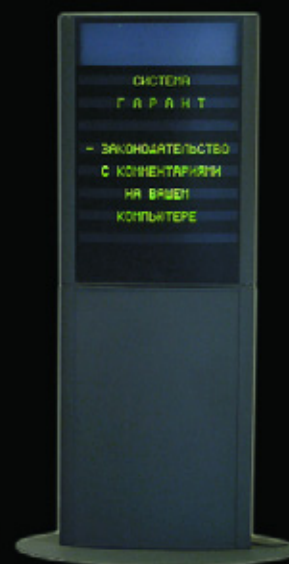 СИСТЕМА
ГАРАНТ
- ЗАКОНОДАТЕЛЬСТВО
С КОММЕНТАРИЯМИ
НА ВАШЕМ
КОМПЬЮТЕРЕ